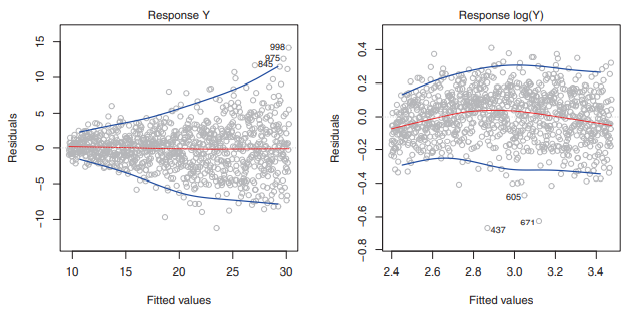 Response Y
Residuals
15
10
5
0
−5
−10
998
975
845
10 15 20 25 30
Fitted values
Response log(Y)
Residuals
0.4
0.2
0.0
−0.2
−0.4
−0.6
−0.8
605
671
437
2.4 2.6 2.8 3.0 3.2 3.4
Fitted values